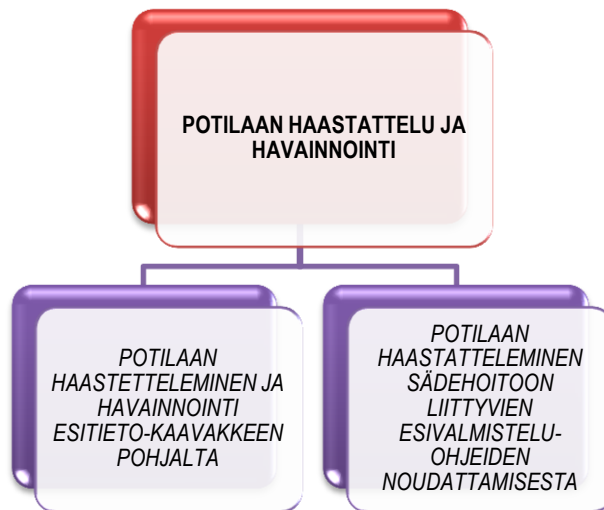 POTILAAN HAASTATTELU JA
HAVAINNOINTI
POTILAAN
HAASTETTELEMINEN JA
HAVAINNOINTI
ESITIETO-KAAVAKKEEN
POHJALTA
POTILAAN
HAASTATTELEMINEN
SÄDEHOITOON
LIITTYVIEN
ESIVALMISTELU-
OHJEIDEN
NOUDATTAMISESTA